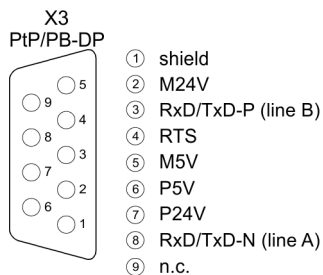 X3
PtP/PB-DP
5
9
4
8
3
7
2
6
1
① shield
② M24V
③ RxD/TxD-P (line B)
④ RTS
⑤ M5V
⑥ P5V
⑦ P24V
⑧ RxD/TxD-N (line A)
⑨ n.c.